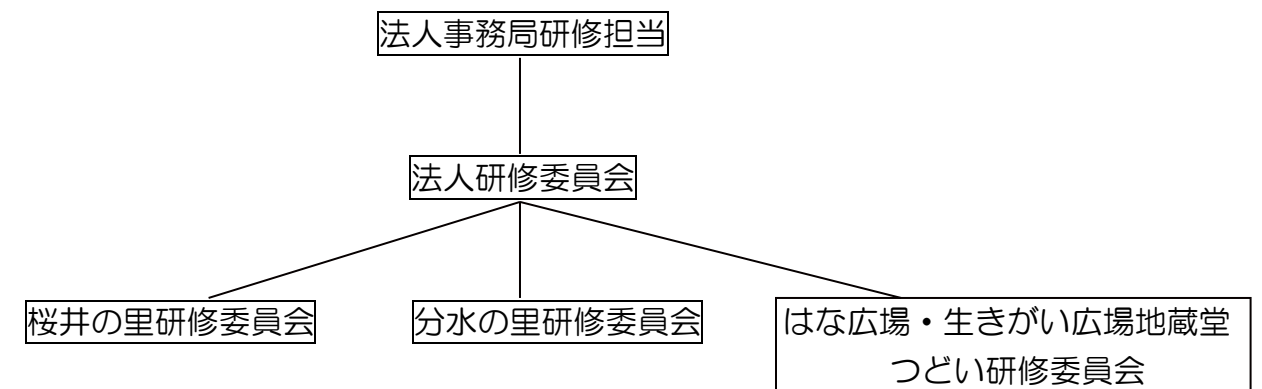 法人事務局研修担当
法人研修委員会
桜井の里研修委員会
分水の里研修委員会
はな広場・生きがい広場地蔵堂
つどい研修委員会